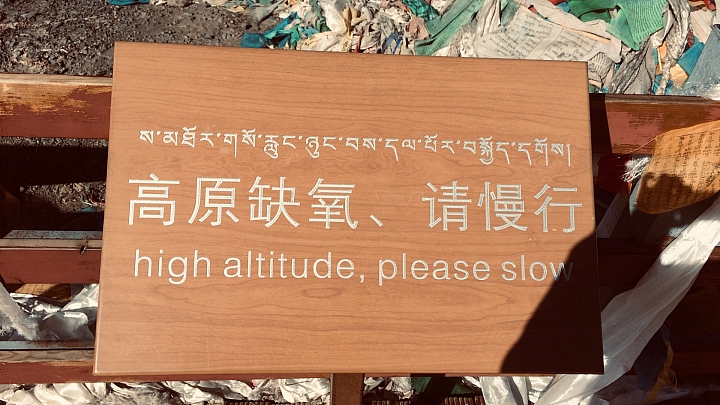 ས་མཐོར་གསོ་རླུང་ཉུང་བས་དལ་པོར་བསྐྱོད་དགོས།
高原缺氧、请慢行
high altitude, please slow